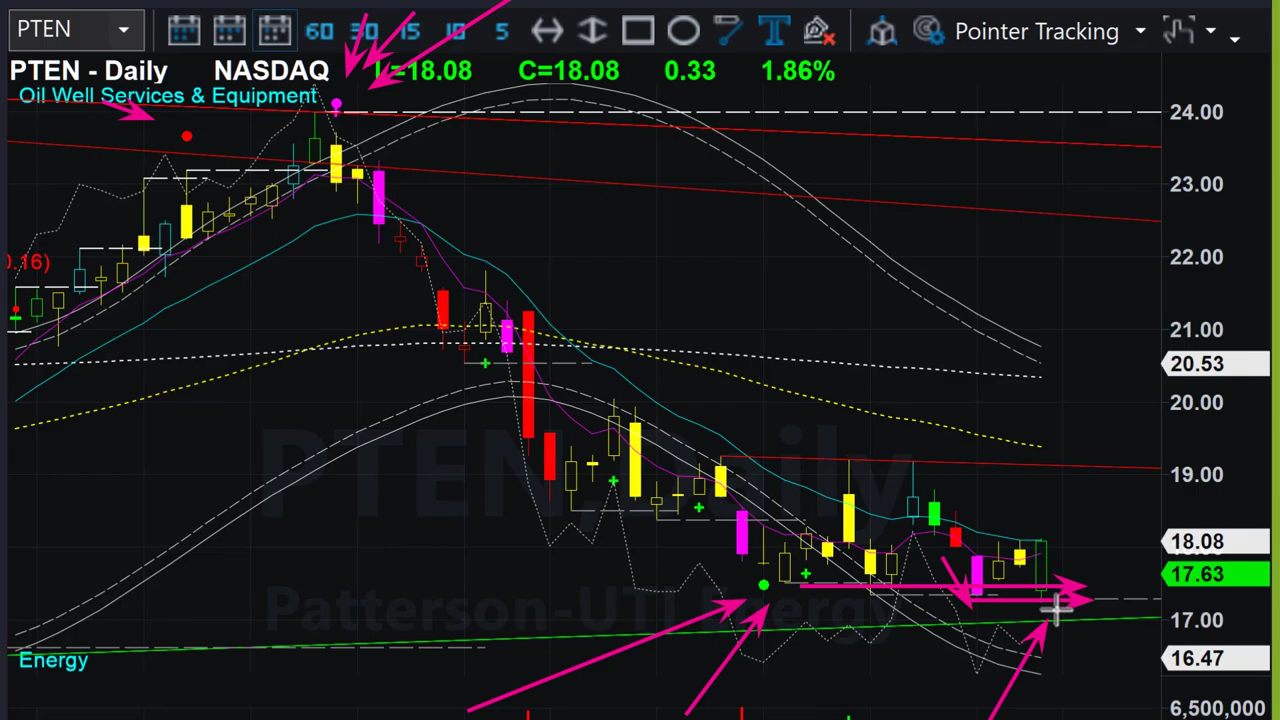 PTEN 60 30 15 10 5 T Pointer Tracking
PTEN - Daily NASDAQ L=18.08 C=18.08 0.33 1.86%
Oil Well Services & Equipment
24.00
23.00
22.00
0.16)
21.00
20.53
20.00
19.00
PTEN, Daily
18.08
17.63
Patterson-UTI Energy
17.00
16.47
Energy
6,500,000